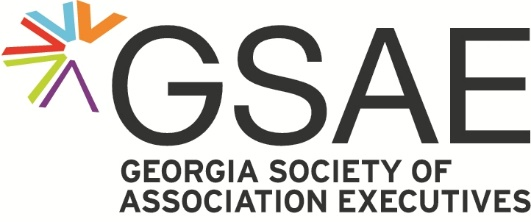 GSAE
GEORGIA SOCIETY OF
ASSOCIATION EXECUTIVES